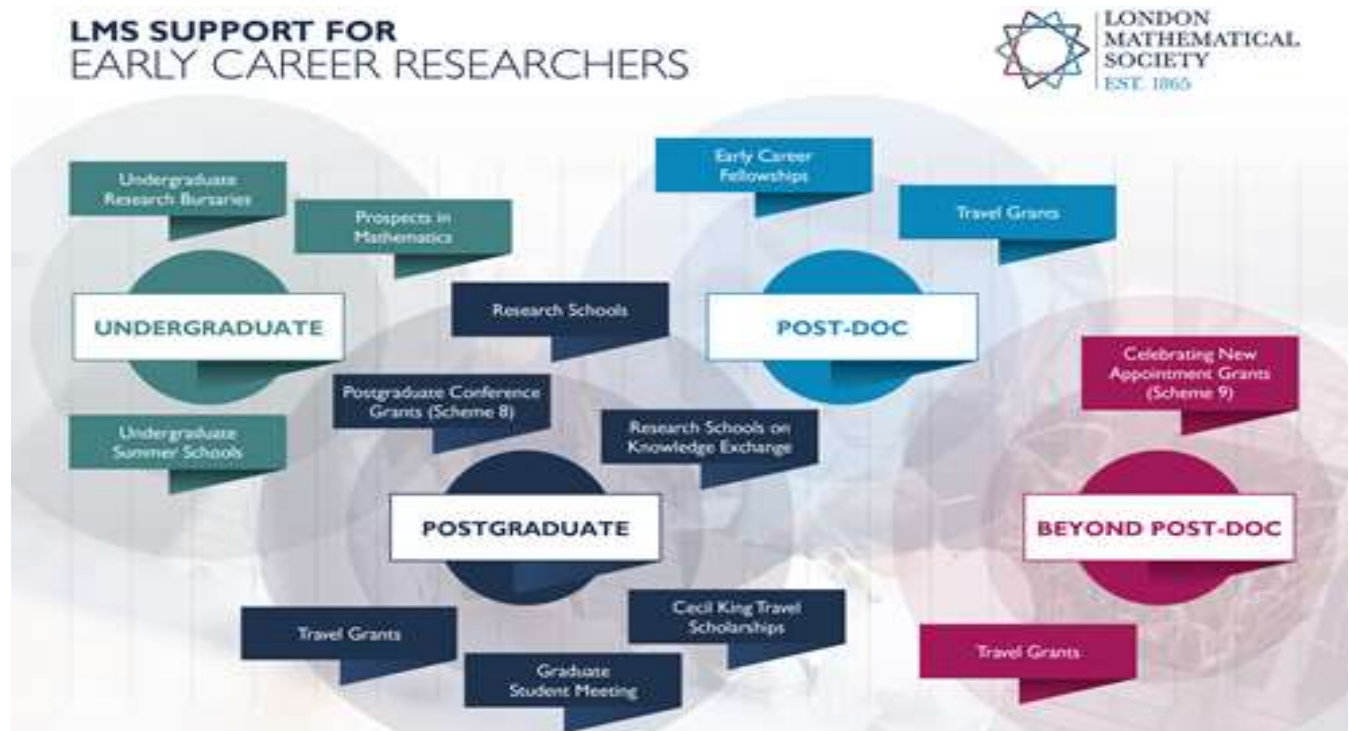 LMS SUPPORT FOR
EARLY CAREER RESEARCHERS
LONDON
MATHEMATICAL
SOCIETY
EST. 1865
Undergraduate
Research Bursaries
Prospects in
Mathematics
UNDERGRADUATE
Undergraduate
Summer Schools
Early Career
Fellowships
Travel Grants
POST-DOC
Research Schools
Postgraduate Conference
Grants (Scheme 8)
Research Schools on
Knowledge Exchange
POSTGRADUATE
Travel Grants
Graduate
Student Meeting
Cecil King Travel
Scholarships
Celebrating New
Appointment Grants
(Scheme 9)
BEYOND POST-DOC
Travel Grants